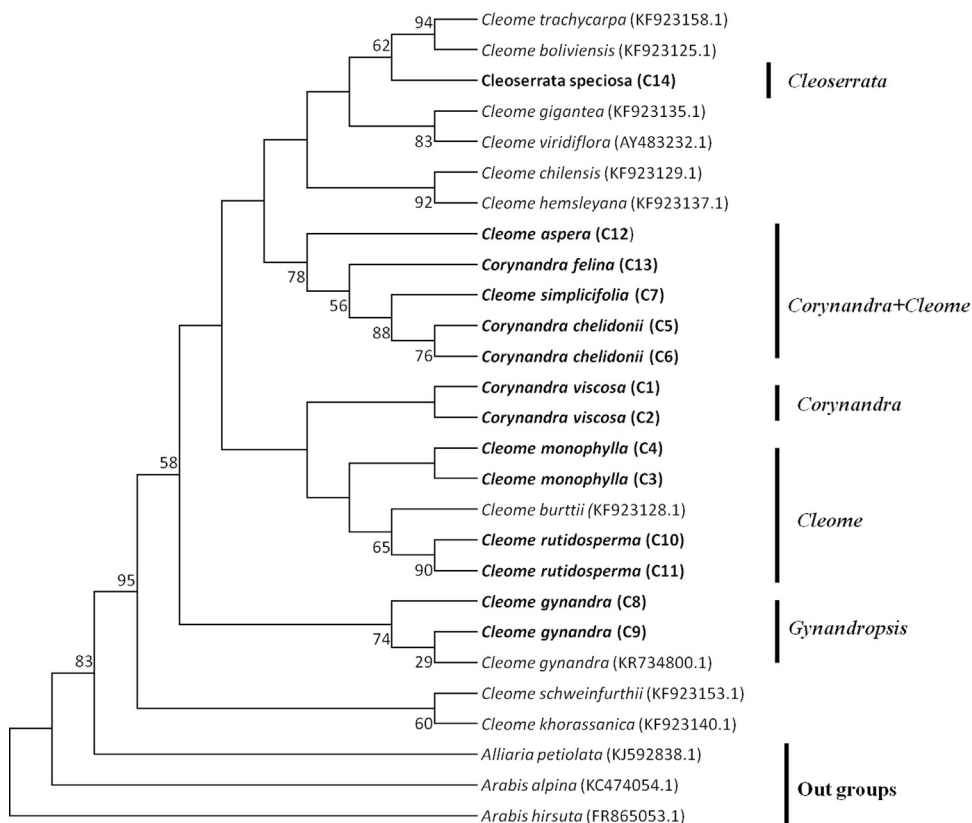 94
Cleome trachycarpa (KF923158.1)
62
Cleome boliviensis (KF923125.1)
Cleoserrata speciosa (C14)
Cleoserrata
Cleome gigantea (KF923135.1)
83
Cleome viridiflora (AY483232.1)
Cleome chilensis (KF923129.1)
92
Cleome hemsleyana (KF923137.1)
Cleome aspera (C12)
78
Corynandra felina (C13)
56
Cleome simplicifolia (C7)
Corynandra+Cleome
88
Corynandra chelidonii (C5)
76
Corynandra chelidonii (C6)
Corynandra viscosa (C1)
Corynandra
Corynandra viscosa (C2)
Cleome monophylla (C4)
58
Cleome monophylla (C3)
Cleome burttii (KF923128.1)
Cleome
65
Cleome rutidosperma (C10)
90
Cleome rutidosperma (C11)
95
Cleome gynandra (C8)
Gynandropsis
74
Cleome gynandra (C9)
29
Cleome gynandra (KR734800.1)
83
Cleome schweinfurthii (KF923153.1)
60
Cleome khorassanica (KF923140.1)
Alliaria petiolata (KJ592838.1)
Arabis alpina (KC474054.1)
Out groups
Arabis hirsuta (FR865053.1)